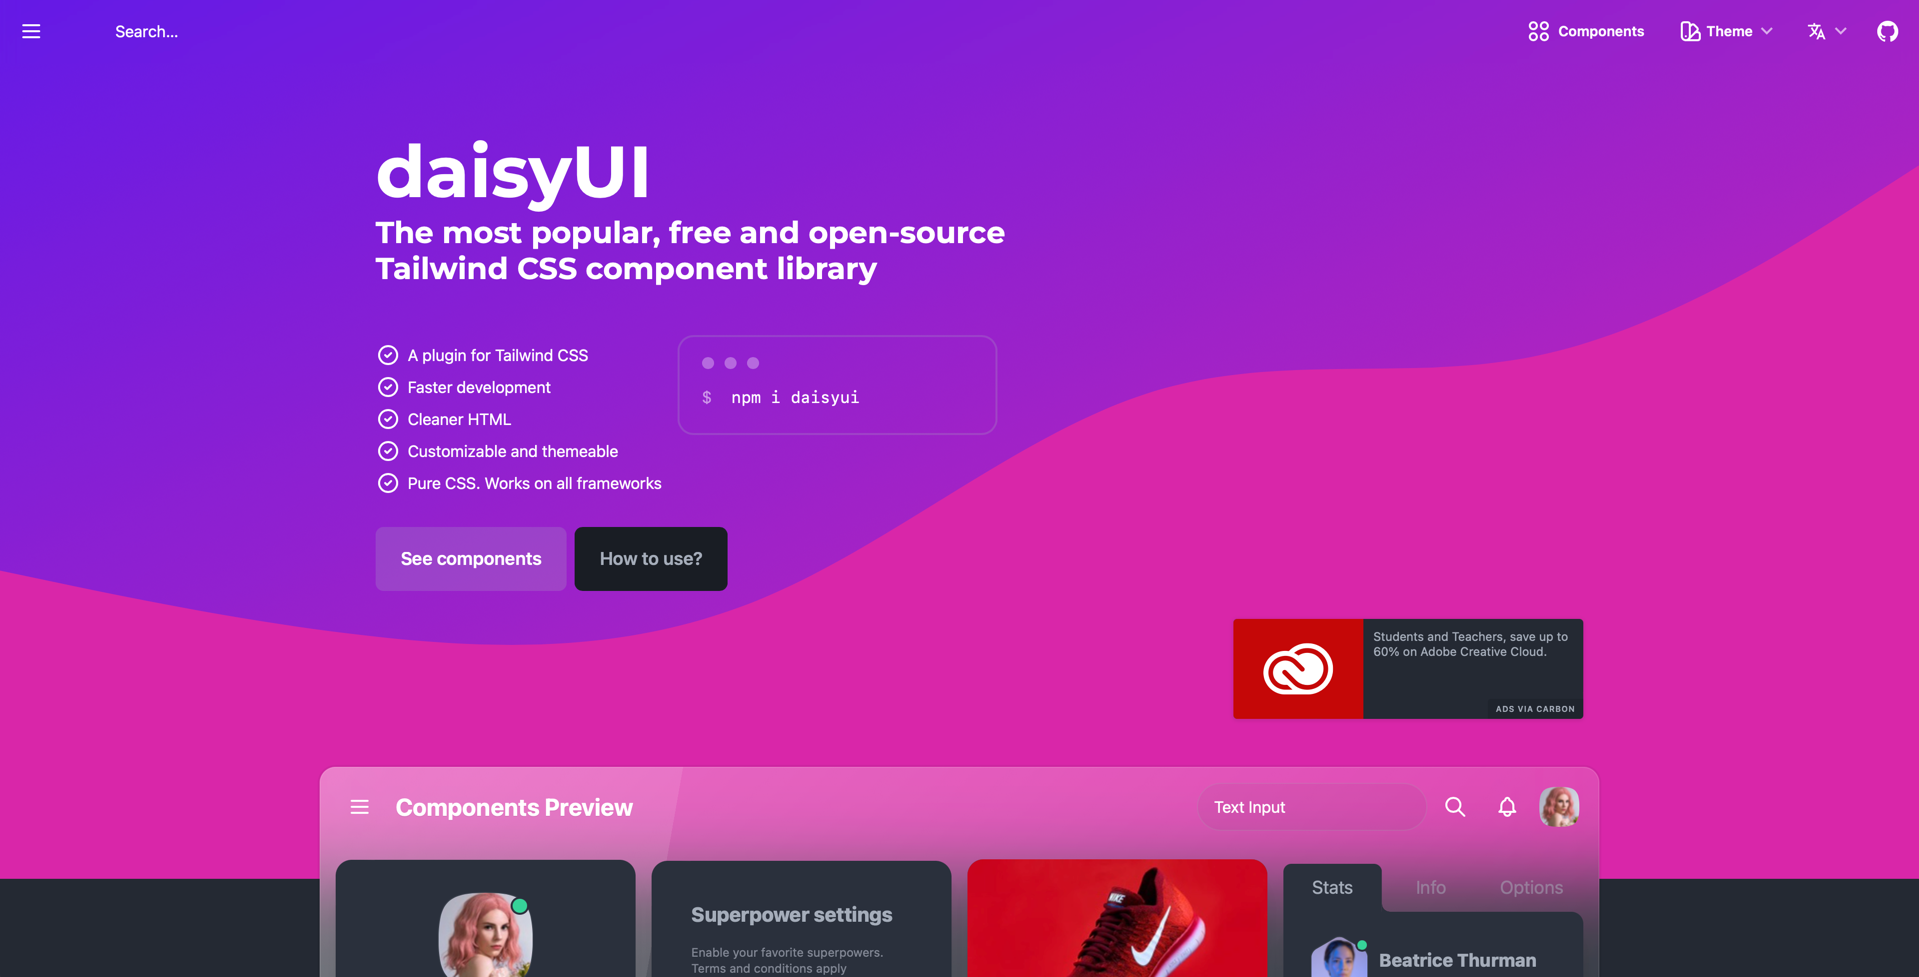 Search...
Components
Theme
daisyUI
The most popular, free and open-source
Tailwind CSS component library
A plugin for Tailwind CSS
Faster development
Cleaner HTML
Customizable and themeable
Pure CSS. Works on all frameworks
$ npm i daisyui
See components
How to use?
Students and Teachers, save up to
60% on Adobe Creative Cloud.
ADS VIA CARBON
Components Preview
Text Input
Superpower settings
Enable your favorite superpowers.
Terms and conditions apply
NIKE
Stats
Info
Options
Beatrice Thurman